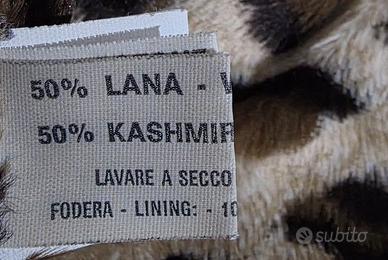 50% LANA -
50% KASHMIR
LAVARE A SECCO
FODERA - LINING: - 10
subito